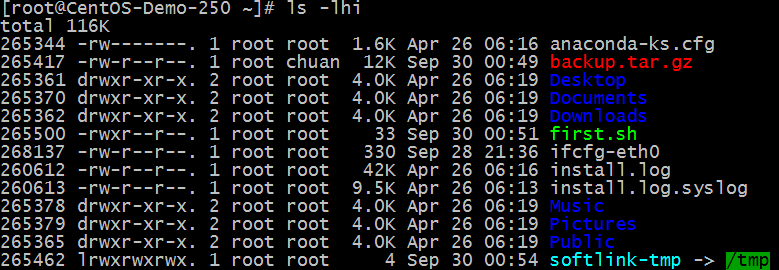 [root@CentOS-Demo-250 ~]# ls -lhi
total 116K
265344 -rw-------. 1 root root  1.6K Apr 26 06:16 anaconda-ks.cfg
265417 -rw-r--r--. 1 root chuan  12K Sep 30 00:49 backup.tar.gz
265361 drwxr-xr-x. 2 root root  4.0K Apr 26 06:19 Desktop
265370 drwxr-xr-x. 2 root root  4.0K Apr 26 06:19 Documents
265362 drwxr-xr-x. 2 root root  4.0K Apr 26 06:19 Downloads
265500 -rwxr--r--. 1 root root    33 Sep 30 00:51 first.sh
268137 -rw-r--r--. 1 root root   330 Sep 28 21:36 ifcfg-eth0
260612 -rw-r--r--. 1 root root   42K Apr 26 06:16 install.log
260613 -rw-r--r--. 1 root root  9.5K Apr 26 06:13 install.log.syslog
265378 drwxr-xr-x. 2 root root  4.0K Apr 26 06:19 Music
265379 drwxr-xr-x. 2 root root  4.0K Apr 26 06:19 Pictures
265365 drwxr-xr-x. 2 root root  4.0K Apr 26 06:19 Public
265462 lrwxrwxrwx. 1 root root     4 Sep 30 00:54 softlink-tmp -> /tmp